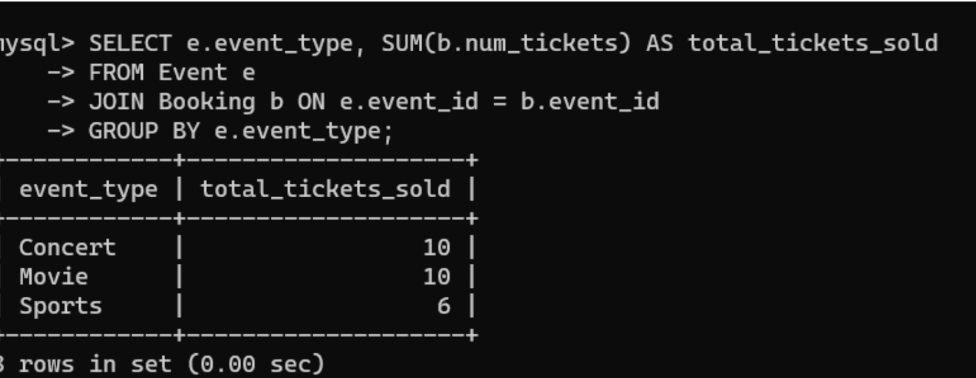 mysql> SELECT e.event_type, SUM(b.num_tickets) AS total_tickets_sold
    -> FROM Event e
    -> JOIN Booking b ON e.event_id = b.event_id
    -> GROUP BY e.event_type;
+------------+--------------------+
| event_type | total_tickets_sold |
+------------+--------------------+
| Concert    |                 10 |
| Movie      |                 10 |
| Sports     |                  6 |
+------------+--------------------+
3 rows in set (0.00 sec)